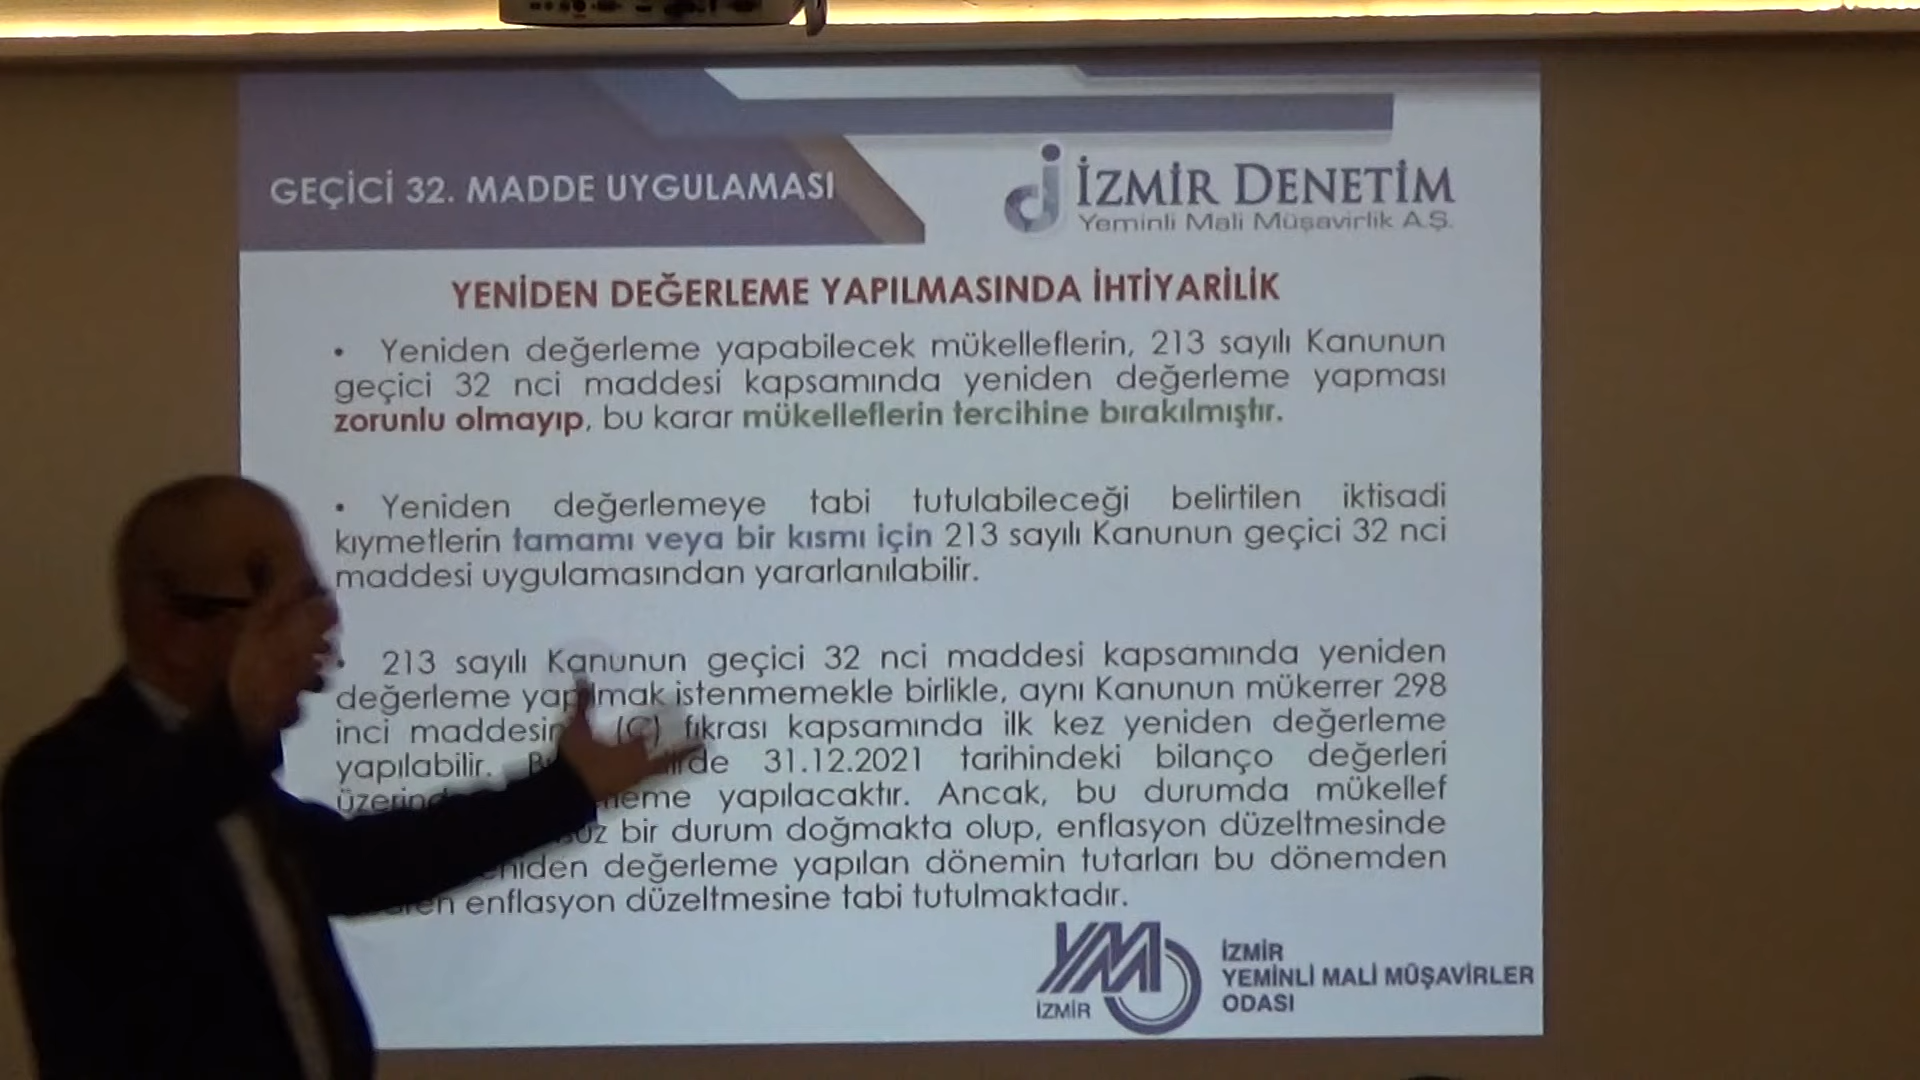 GEÇİCİ 32. MADDE UYGULAMASI
İZMİR DENETİM
Yeminli Mali Müşavirlik A.Ş.
YENİDEN DEĞERLEME YAPILMASINDA İHTİYARİLİK
• Yeniden değerleme yapabilecek mükelleflerin, 213 sayılı Kanunun
geçici 32 nci maddesi kapsamında yeniden değerleme yapması
zorunlu olmayıp, bu karar mükelleflerin tercihine bırakılmıştır.
• Yeniden değerlemeye tabi tutulabileceği belirtilen iktisadi
kıymetlerin tamamı veya bir kısmı için 213 sayılı Kanunun geçici 32 nci
maddesi uygulamasından yararlanılabilir.
• 213 sayılı Kanunun geçici 32 nci maddesi kapsamında yeniden
değerleme yapılmak istenmemekle birlikte, aynı Kanunun mükerrer 298
inci (C) fıkrası kapsamında ilk kez yeniden değerleme
yapılabilir. 31.12.2021 tarihindeki bilanço değerleri
yapılacaktır. Ancak, bu durumda mükellef
bir durum doğmakta olup, enflasyon düzeltmesinde
değerleme yapılan dönemin tutarları bu dönemden
enflasyon düzeltmesine tabi tutulmaktadır.
YMM
İZMİR
İZMİR
YEMİNLİ MALİ MÜŞAVİRLER
ODASI